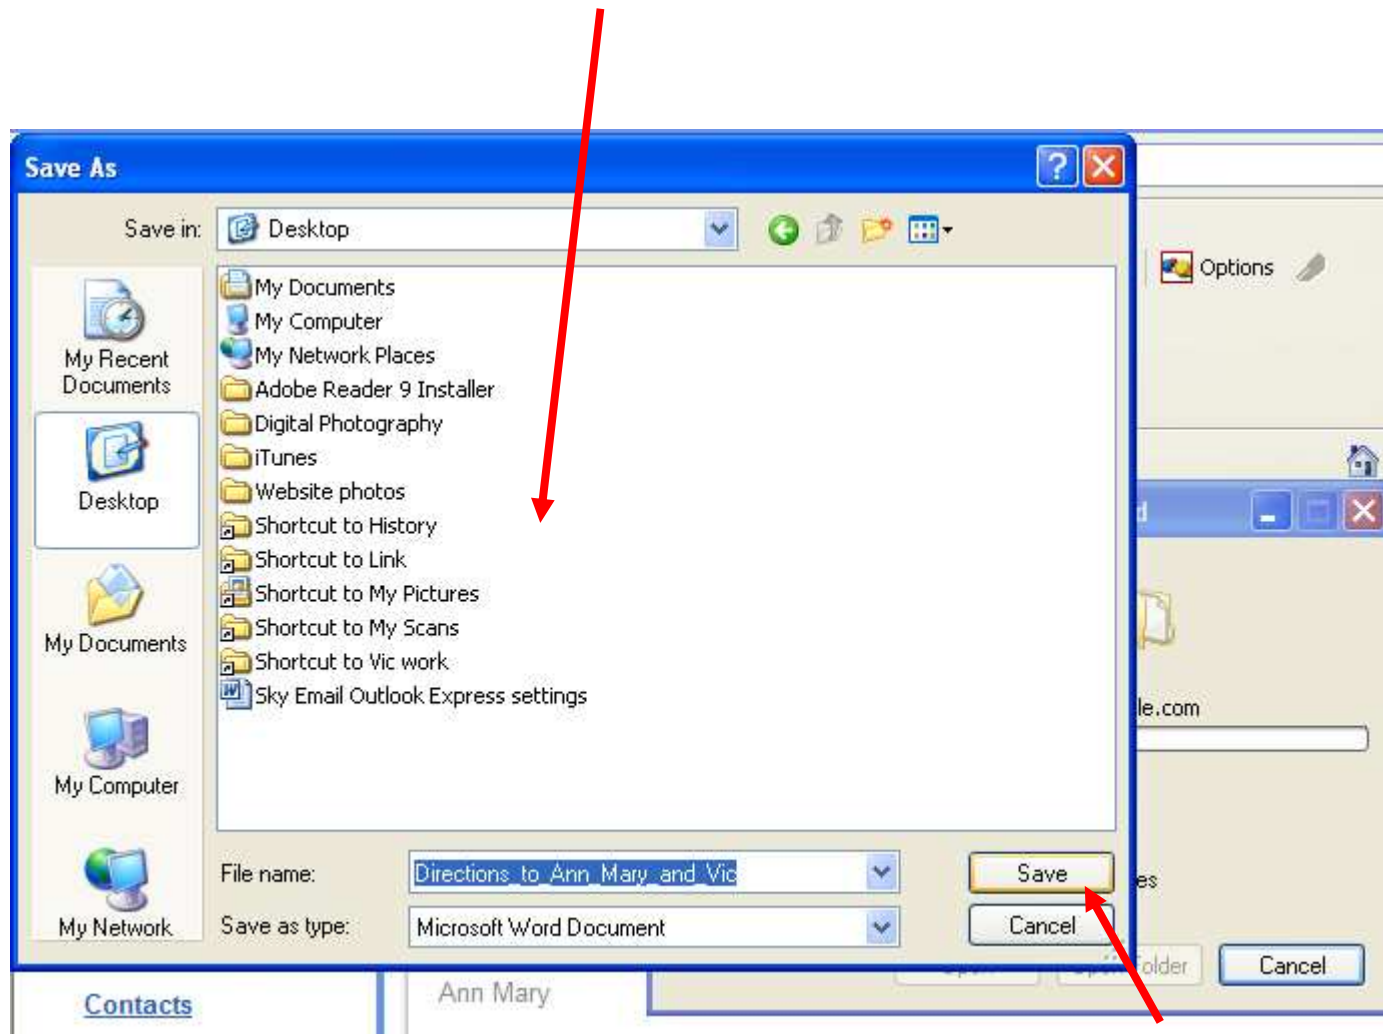 Save As
Save in:
Desktop
Options
My Recent
Documents
Desktop
My Documents
My Computer
My Network
My Documents
My Computer
My Network Places
Adobe Reader 9 Installer
Digital Photography
iTunes
Website photos
Shortcut to History
Shortcut to Link
Shortcut to My Pictures
Shortcut to My Scans
Shortcut to Vic work
Sky Email Outlook Express settings
le.com
File name:
Directions_to_Ann_Mary_and_Vic
Save
es
Save as type:
Microsoft Word Document
Cancel
Folder
Cancel
Contacts
Ann Mary